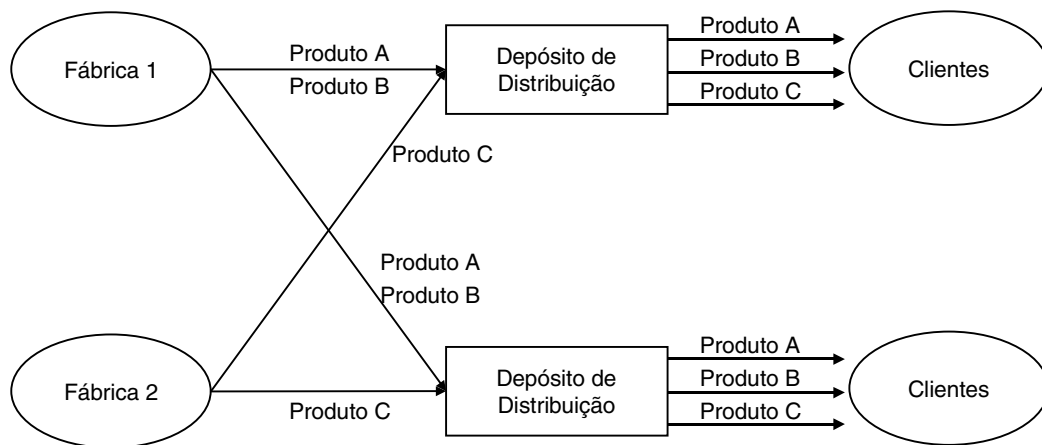 Fábrica 1
Produto A
Produto B
Depósito de
Distribuição
Produto A
Produto B
Produto C
Clientes
Produto C
Produto A
Produto B
Fábrica 2
Produto C
Depósito de
Distribuição
Produto A
Produto B
Produto C
Clientes